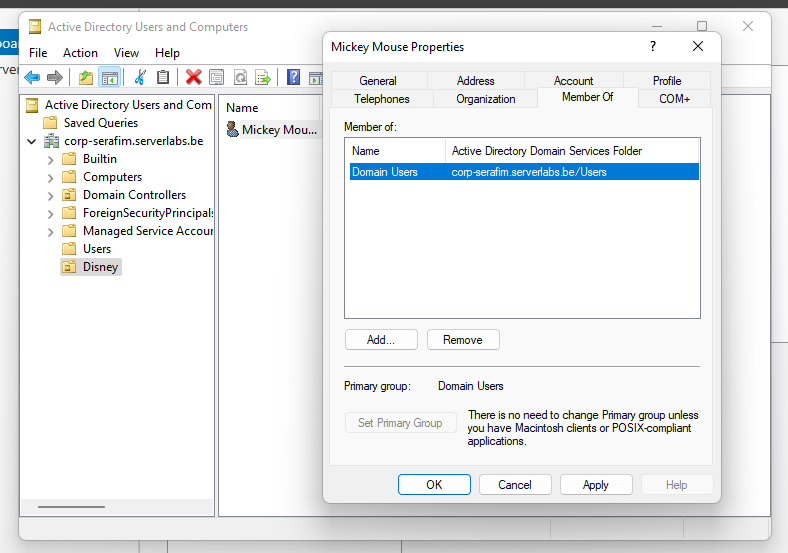 Active Directory Users and Computers
File Action View Help
Active Directory Users and Com
Saved Queries
corp-serafim.serverlabs.be
Builtin
Computers
Domain Controllers
ForeignSecurityPrincipals
Managed Service Accour
Users
Disney
Name
Mickey Mou...
Mickey Mouse Properties
General Address Account Profile
Telephones Organization Member Of COM+
Member of:
Name Active Directory Domain Services Folder
Domain Users corp-serafim.serverlabs.be/Users
Add... Remove
Primary group: Domain Users
Set Primary Group
There is no need to change Primary group unless
you have Macintosh clients or POSIX-compliant
applications.
OK Cancel Apply Help